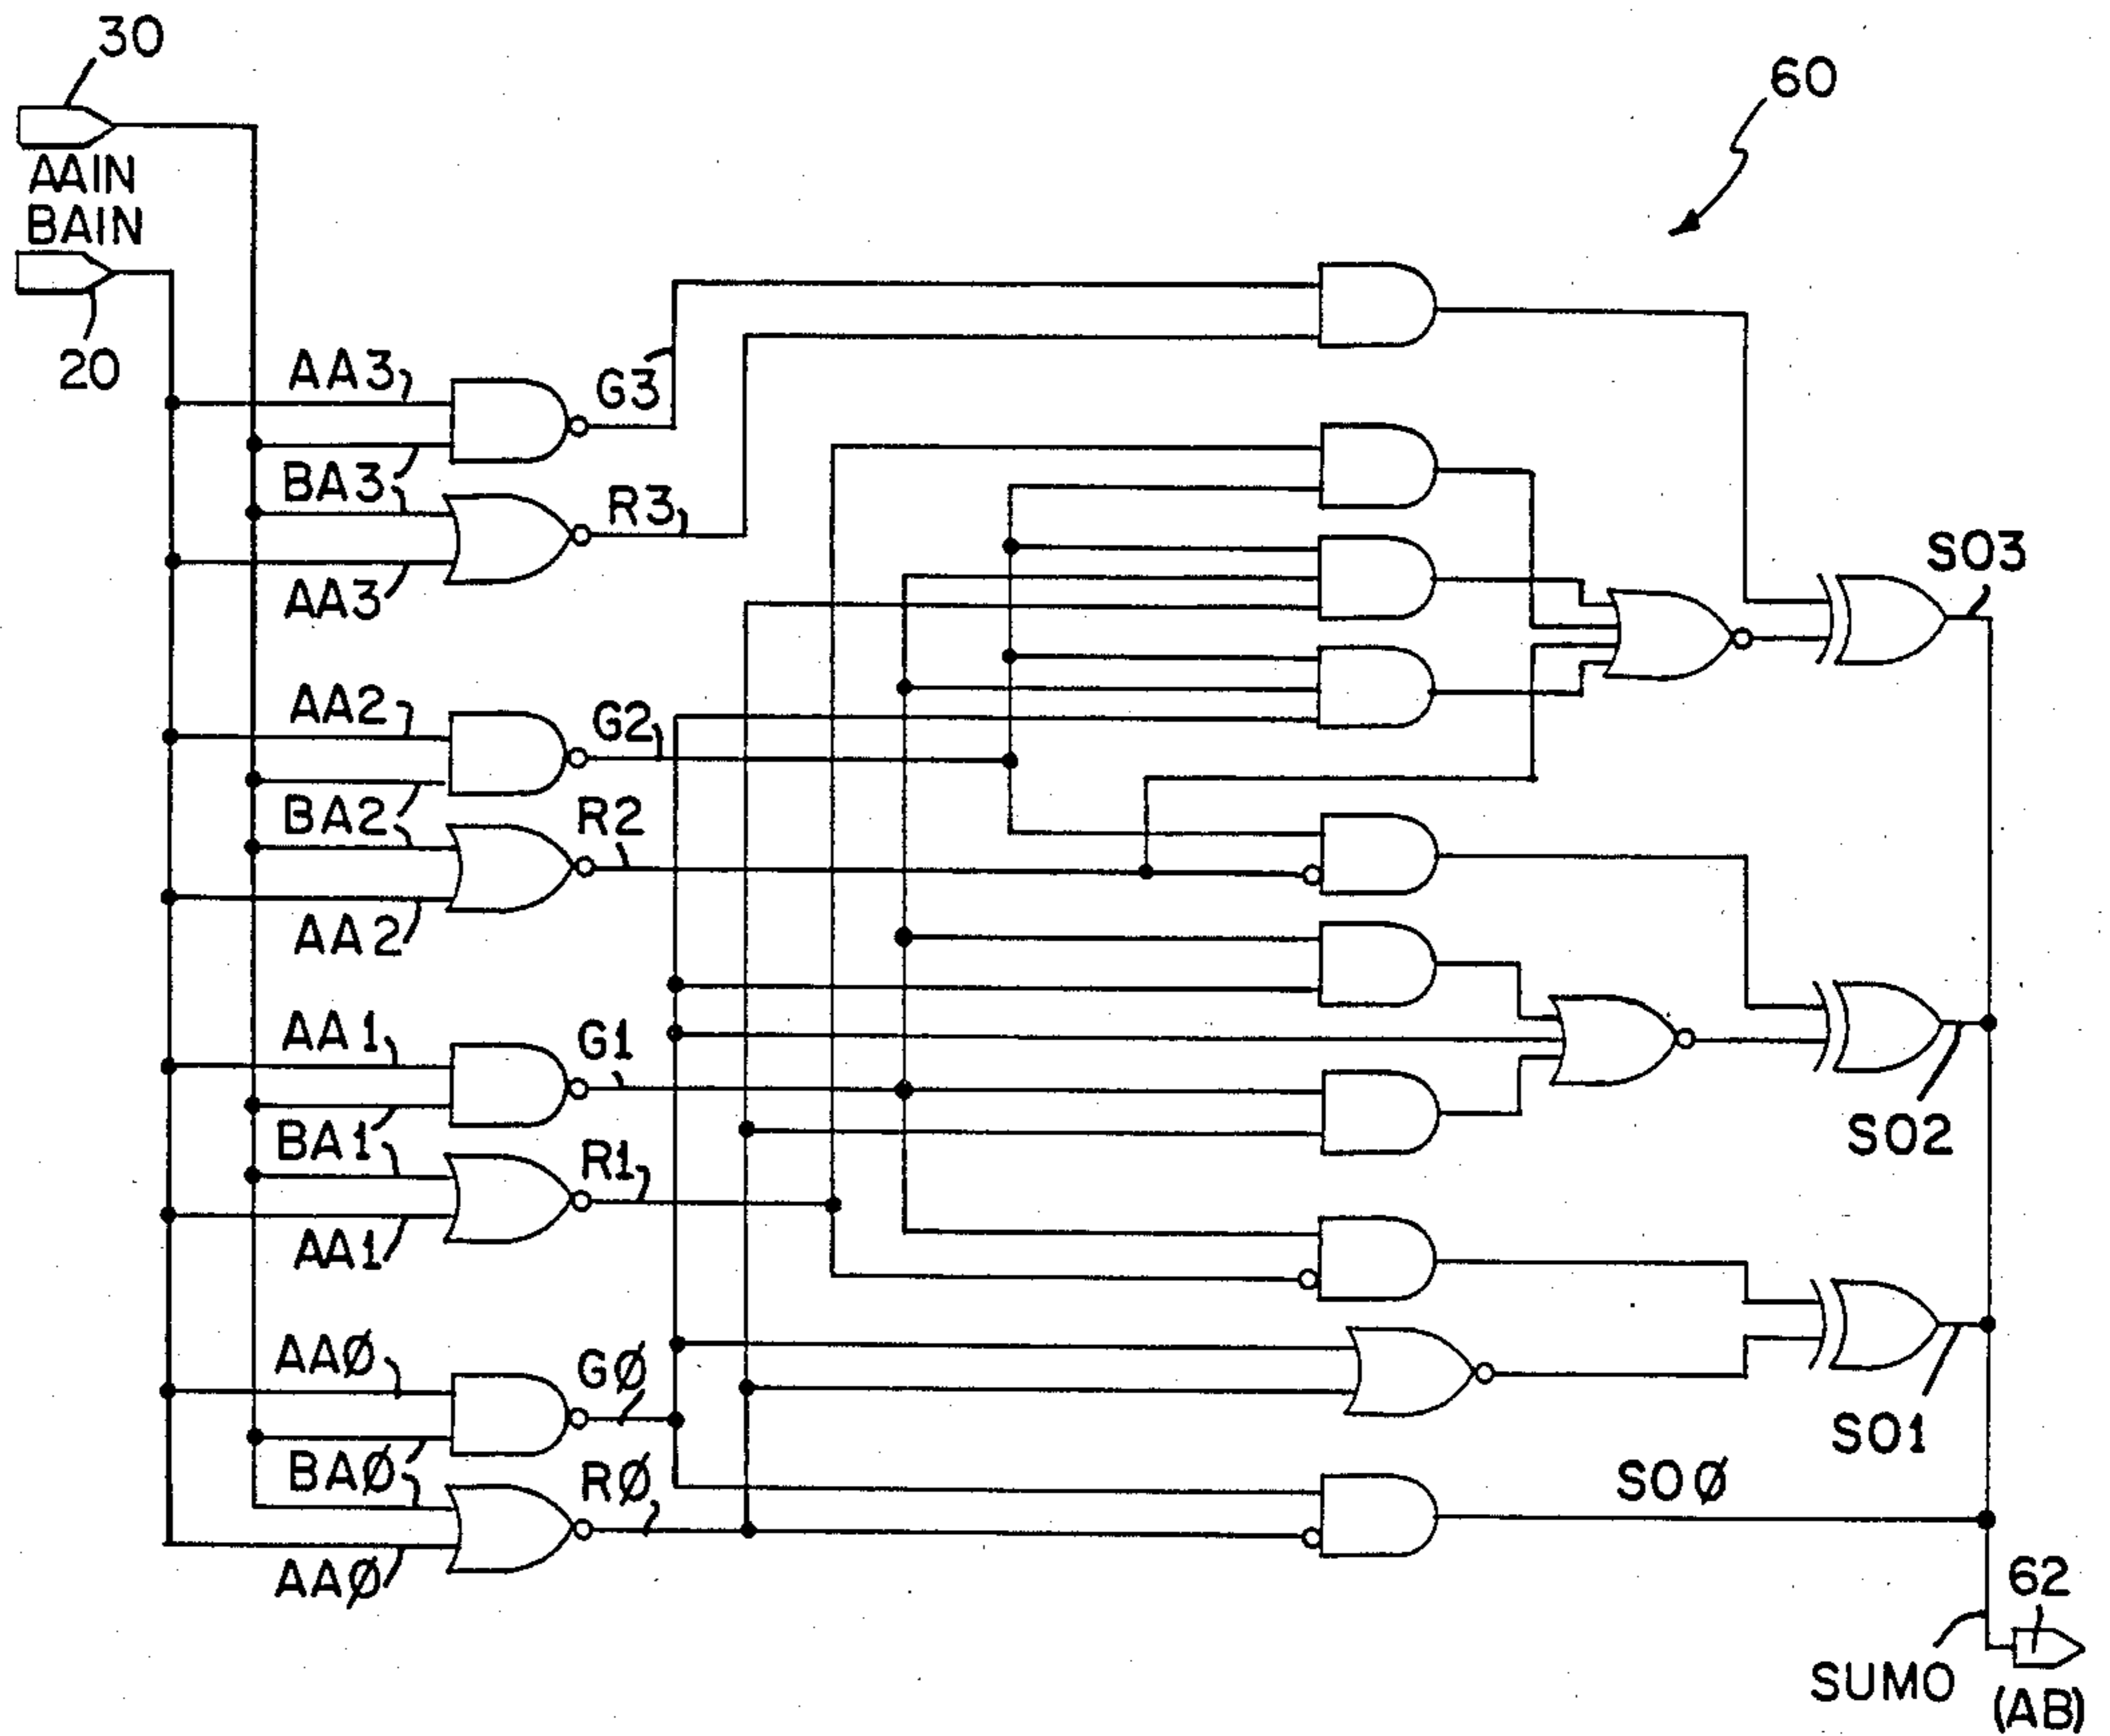 30
60
AAIN
BAIN
20
AA3
G3
BA3
R3
SO3
AA3
AA2
G2
BA2
R2
AA2
AA1
G1
SO2
BA1
R1
AA1
AAØ
GØ
SO1
BAØ
RØ
SOØ
AAØ
62
SUMO
(AB)